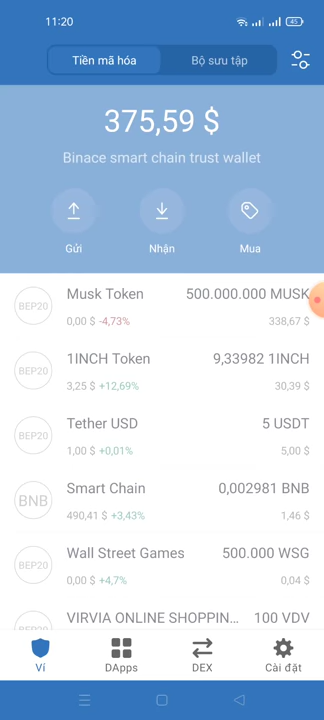 11:20
45
Tiền mã hóa
Bộ sưu tập
375,59 $
Binace smart chain trust wallet
Gửi
Nhận
Mua
BEP20
Musk Token
500.000.000 MUSK
0,00 $ -4,73%
338,67 $
BEP20
1INCH Token
9,33982 1INCH
3,25 $ +12,69%
30,39 $
BEP20
Tether USD
5 USDT
1,00 $ +0,01%
5,00 $
BNB
Smart Chain
0,002981 BNB
490,41 $ +3,43%
1,46 $
BEP20
Wall Street Games
500.000 WSG
0,00 $ +4,7%
0,04 $
BEP20
VIRVIA ONLINE SHOPPIN...
100 VDV
Ví
DApps
DEX
Cài đặt